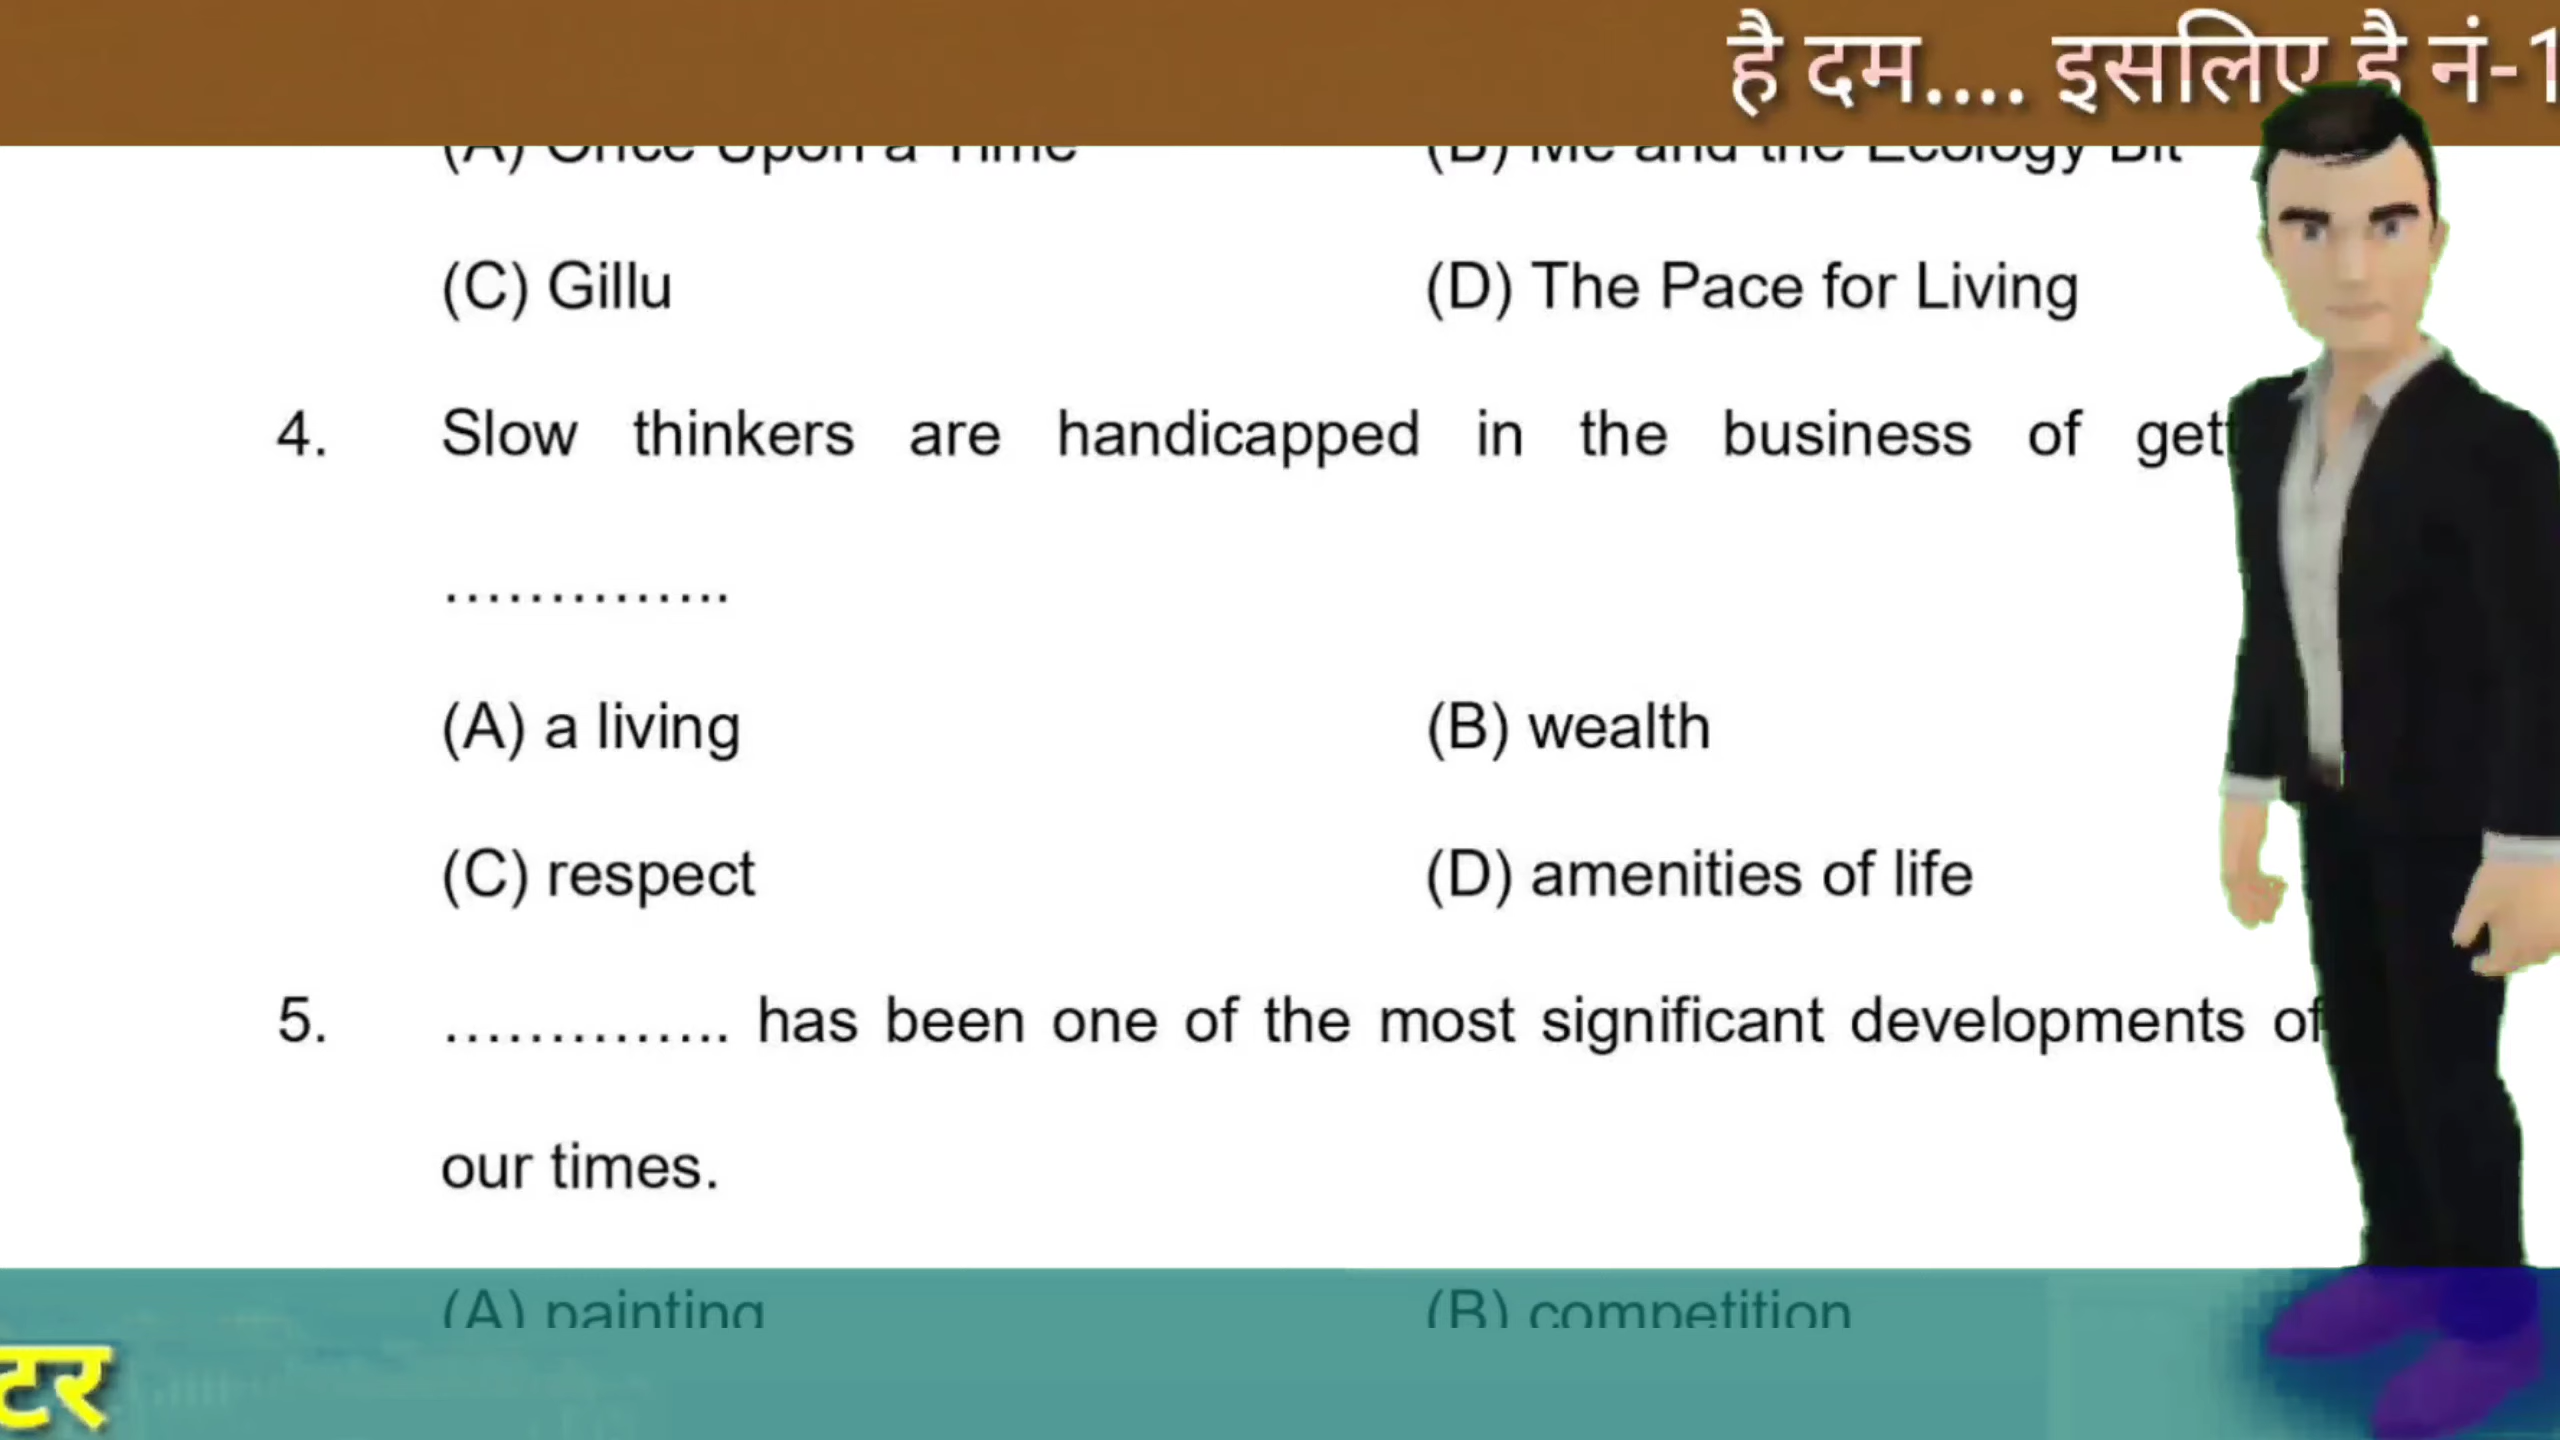 है दम.... इसलिए है नं-1
(A) Once Upon a Time (B) Me and the Ecology Bit
(C) Gillu (D) The Pace for Living
4. Slow thinkers are handicapped in the business of
..............
(A) a living (B) wealth
(C) respect (D) amenities of life
5. .............. has been one of the most significant developments of
our times.
(A) painting (B) competition
टर